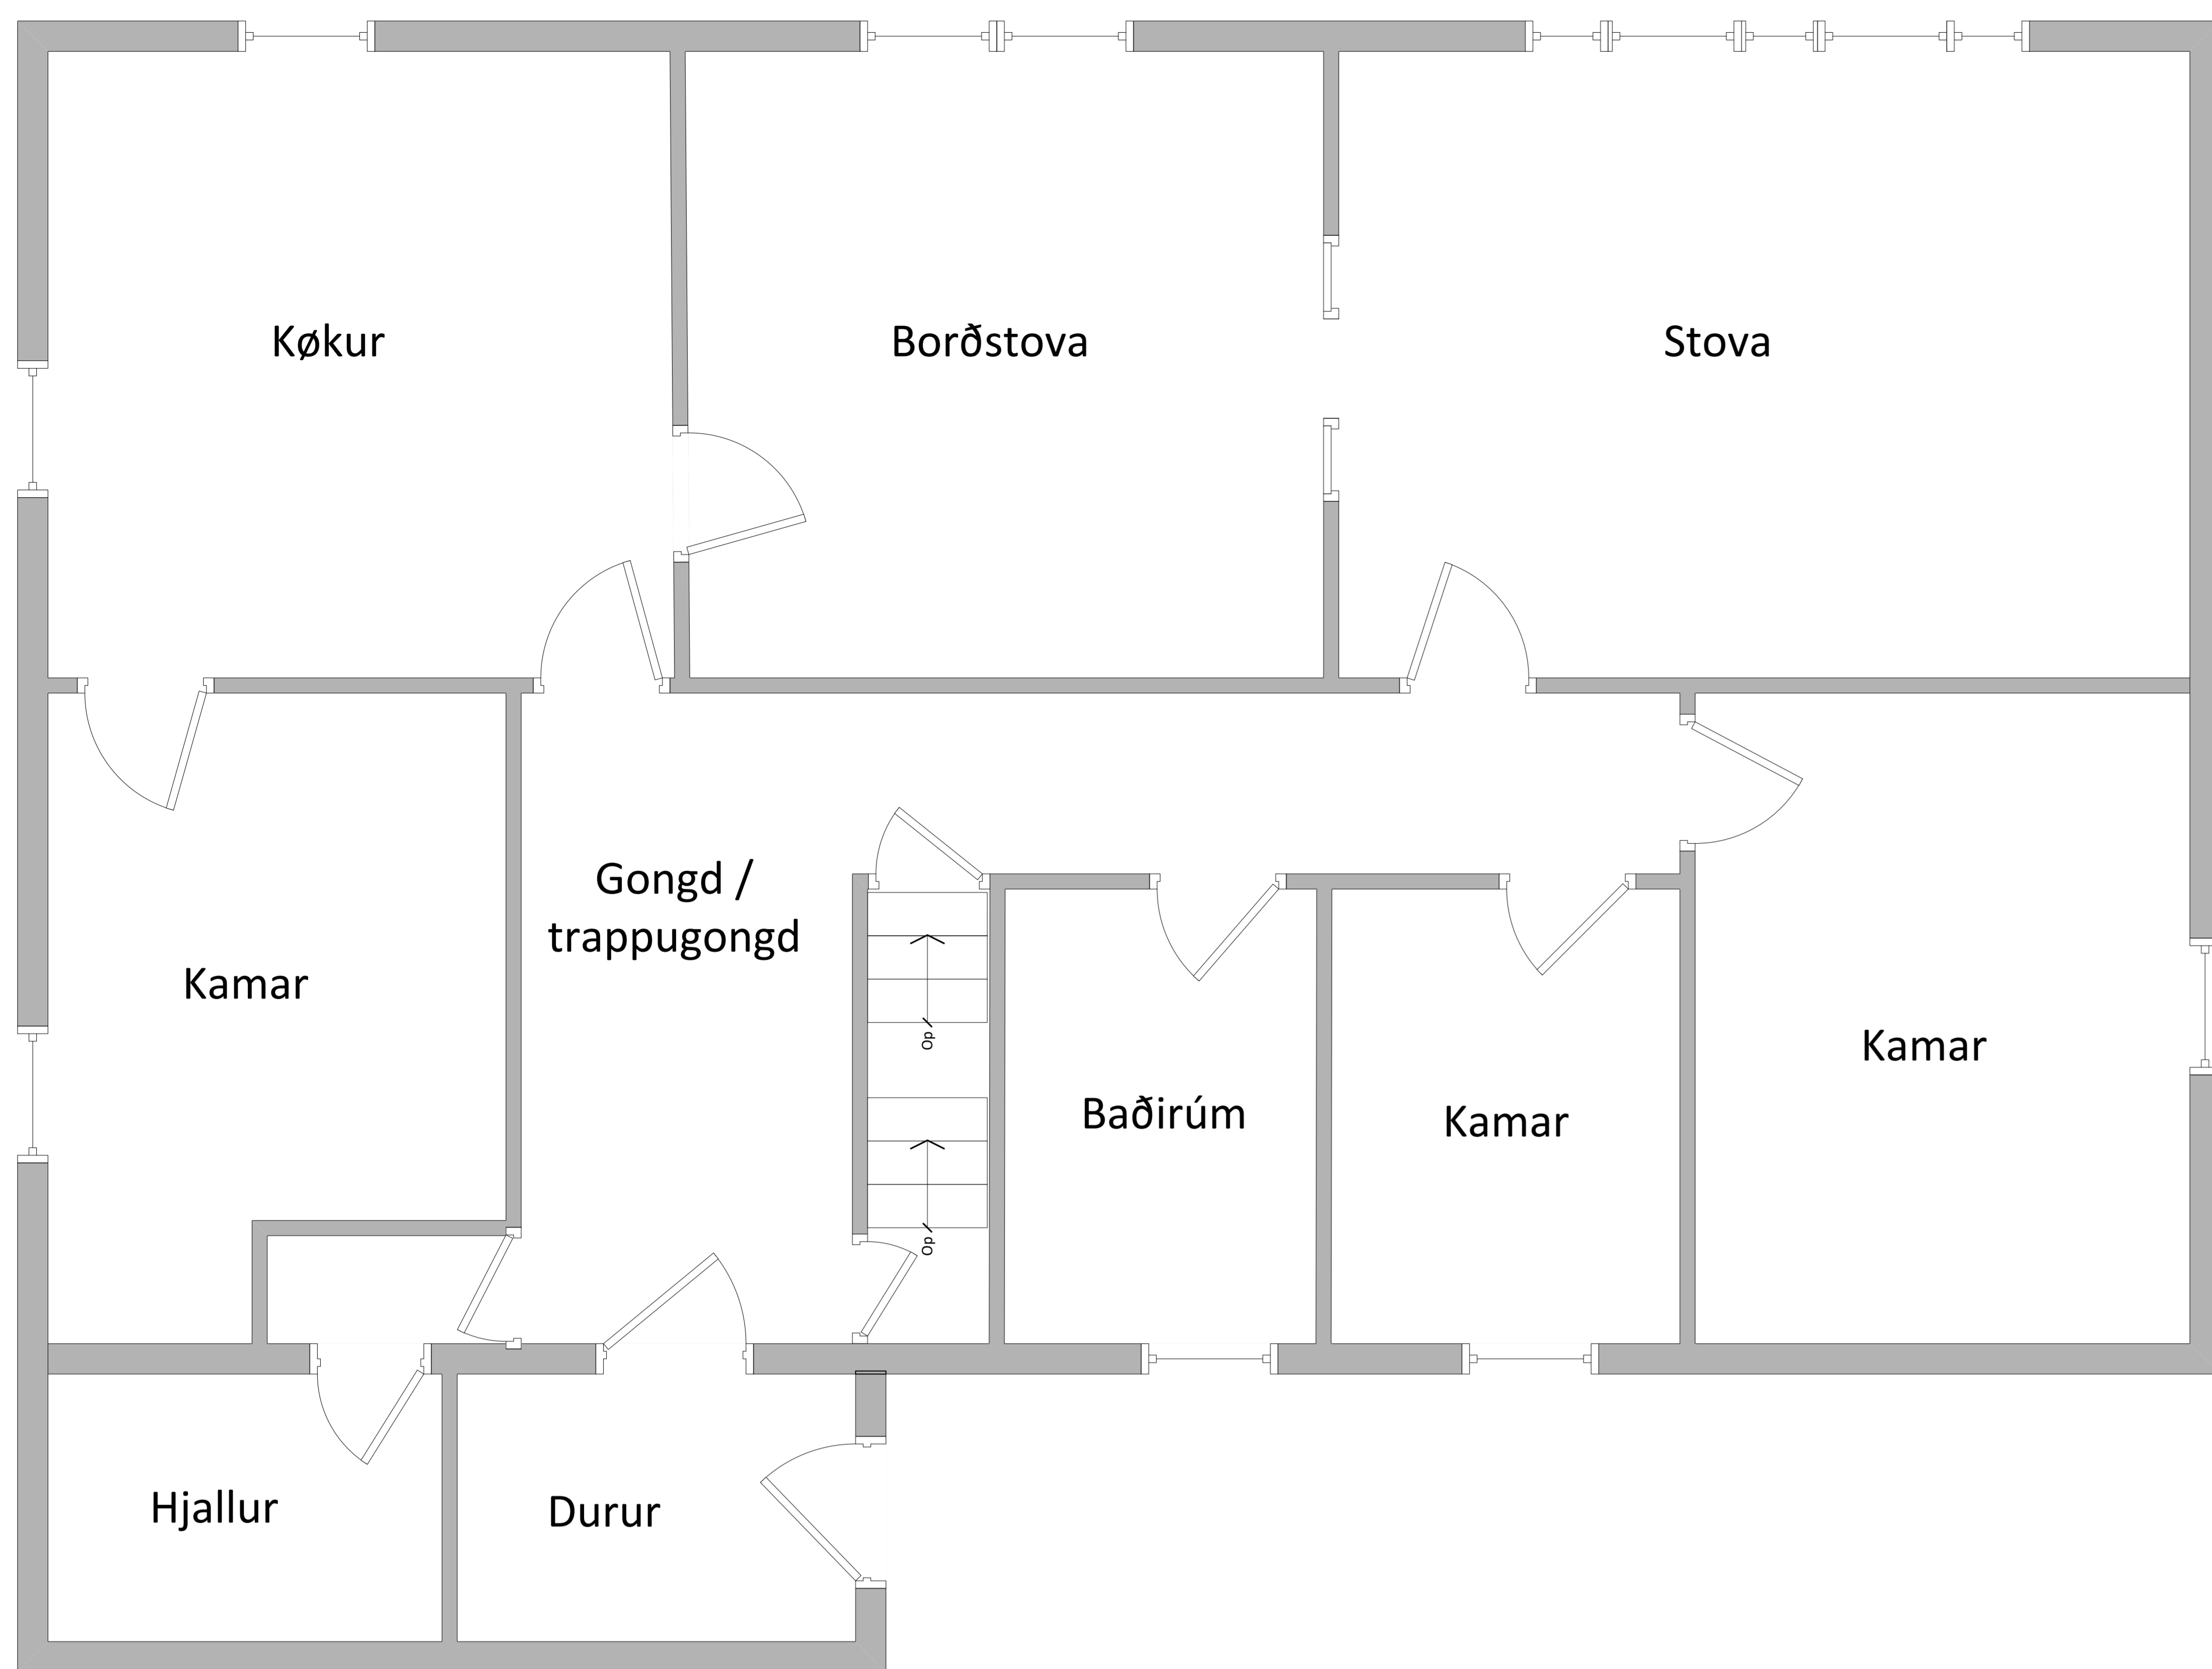 Køkur
Borðstova
Stova
Gongd /
trappugongd
Kamar
Op
Kamar
Baðirúm
Kamar
Op
Hjallur
Durur